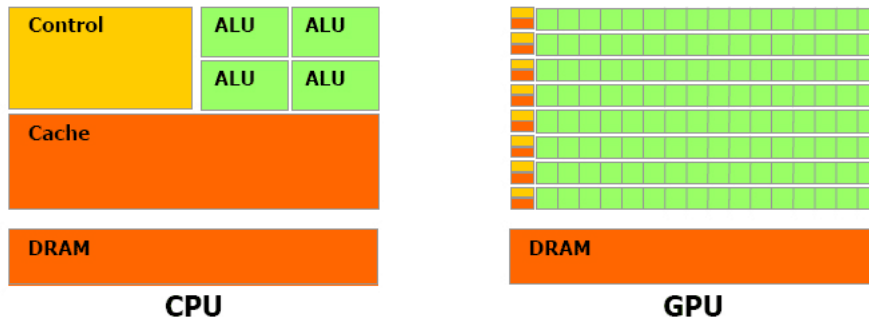 Control
ALU ALU
ALU ALU
Cache
DRAM
CPU
DRAM
GPU